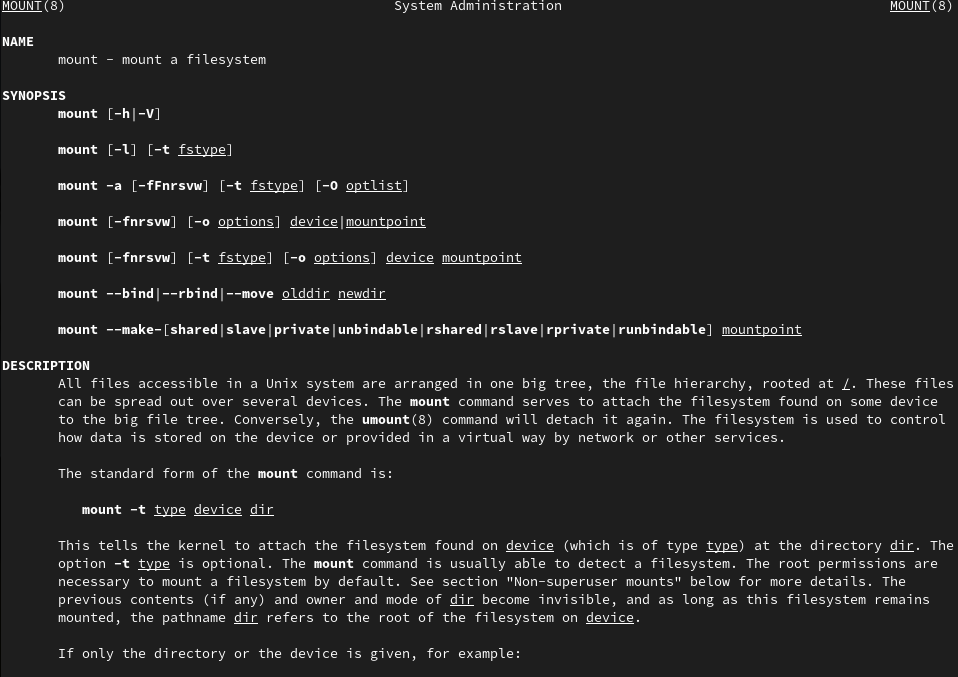 MOUNT(8) System Administration MOUNT(8)
NAME
mount - mount a filesystem
SYNOPSIS
mount [-h|-V]
mount [-l] [-t fstype]
mount -a [-fFnrsvw] [-t fstype] [-O optlist]
mount [-fnrsvw] [-o options] device|mountpoint
mount [-fnrsvw] [-t fstype] [-o options] device mountpoint
mount --bind|--rbind|--move olddir newdir
mount --make-[shared|slave|private|unbindable|rshared|rslave|rprivate|runbindable] mountpoint
DESCRIPTION
All files accessible in a Unix system are arranged in one big tree, the file hierarchy, rooted at /. These files
can be spread out over several devices. The mount command serves to attach the filesystem found on some device
to the big file tree. Conversely, the umount(8) command will detach it again. The filesystem is used to control
how data is stored on the device or provided in a virtual way by network or other services.
The standard form of the mount command is:
mount -t type device dir
This tells the kernel to attach the filesystem found on device (which is of type type) at the directory dir. The
option -t type is optional. The mount command is usually able to detect a filesystem. The root permissions are
necessary to mount a filesystem by default. See section "Non-superuser mounts" below for more details. The
previous contents (if any) and owner and mode of dir become invisible, and as long as this filesystem remains
mounted, the pathname dir refers to the root of the filesystem on device.
If only the directory or the device is given, for example: